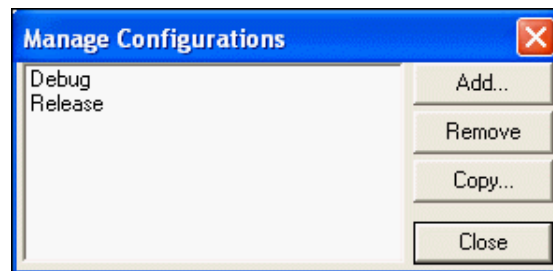 Manage Configurations
Debug
Release
Add...
Remove
Copy...
Close